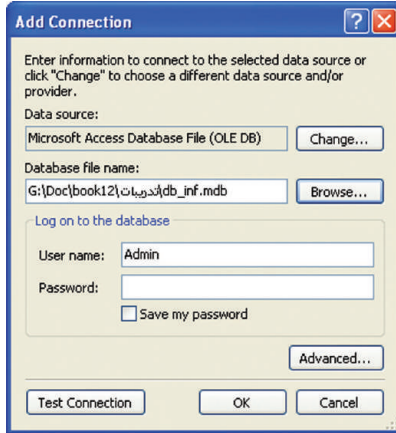 Add Connection
Enter information to connect to the selected data source or
click "Change" to choose a different data source and/or
provider.
Data source:
Microsoft Access Database File (OLE DB)
Change...
Database file name:
G:\Doc\book12\تدريبات\db_inf.mdb
Browse...
Log on to the database
User name:
Admin
Password:
Save my password
Advanced...
Test Connection
OK
Cancel